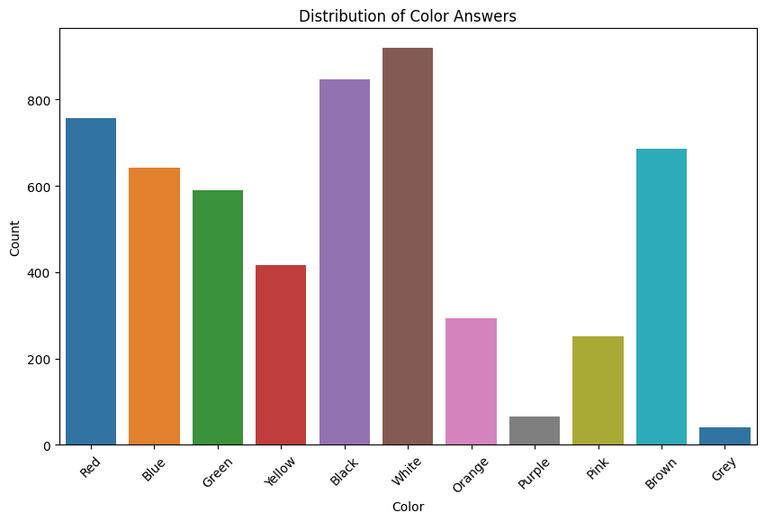 Distribution of Color Answers
800
600
400
200
0
Count
Red
Blue
Green
Yellow
Black
White
Orange
Purple
Pink
Brown
Grey
Color